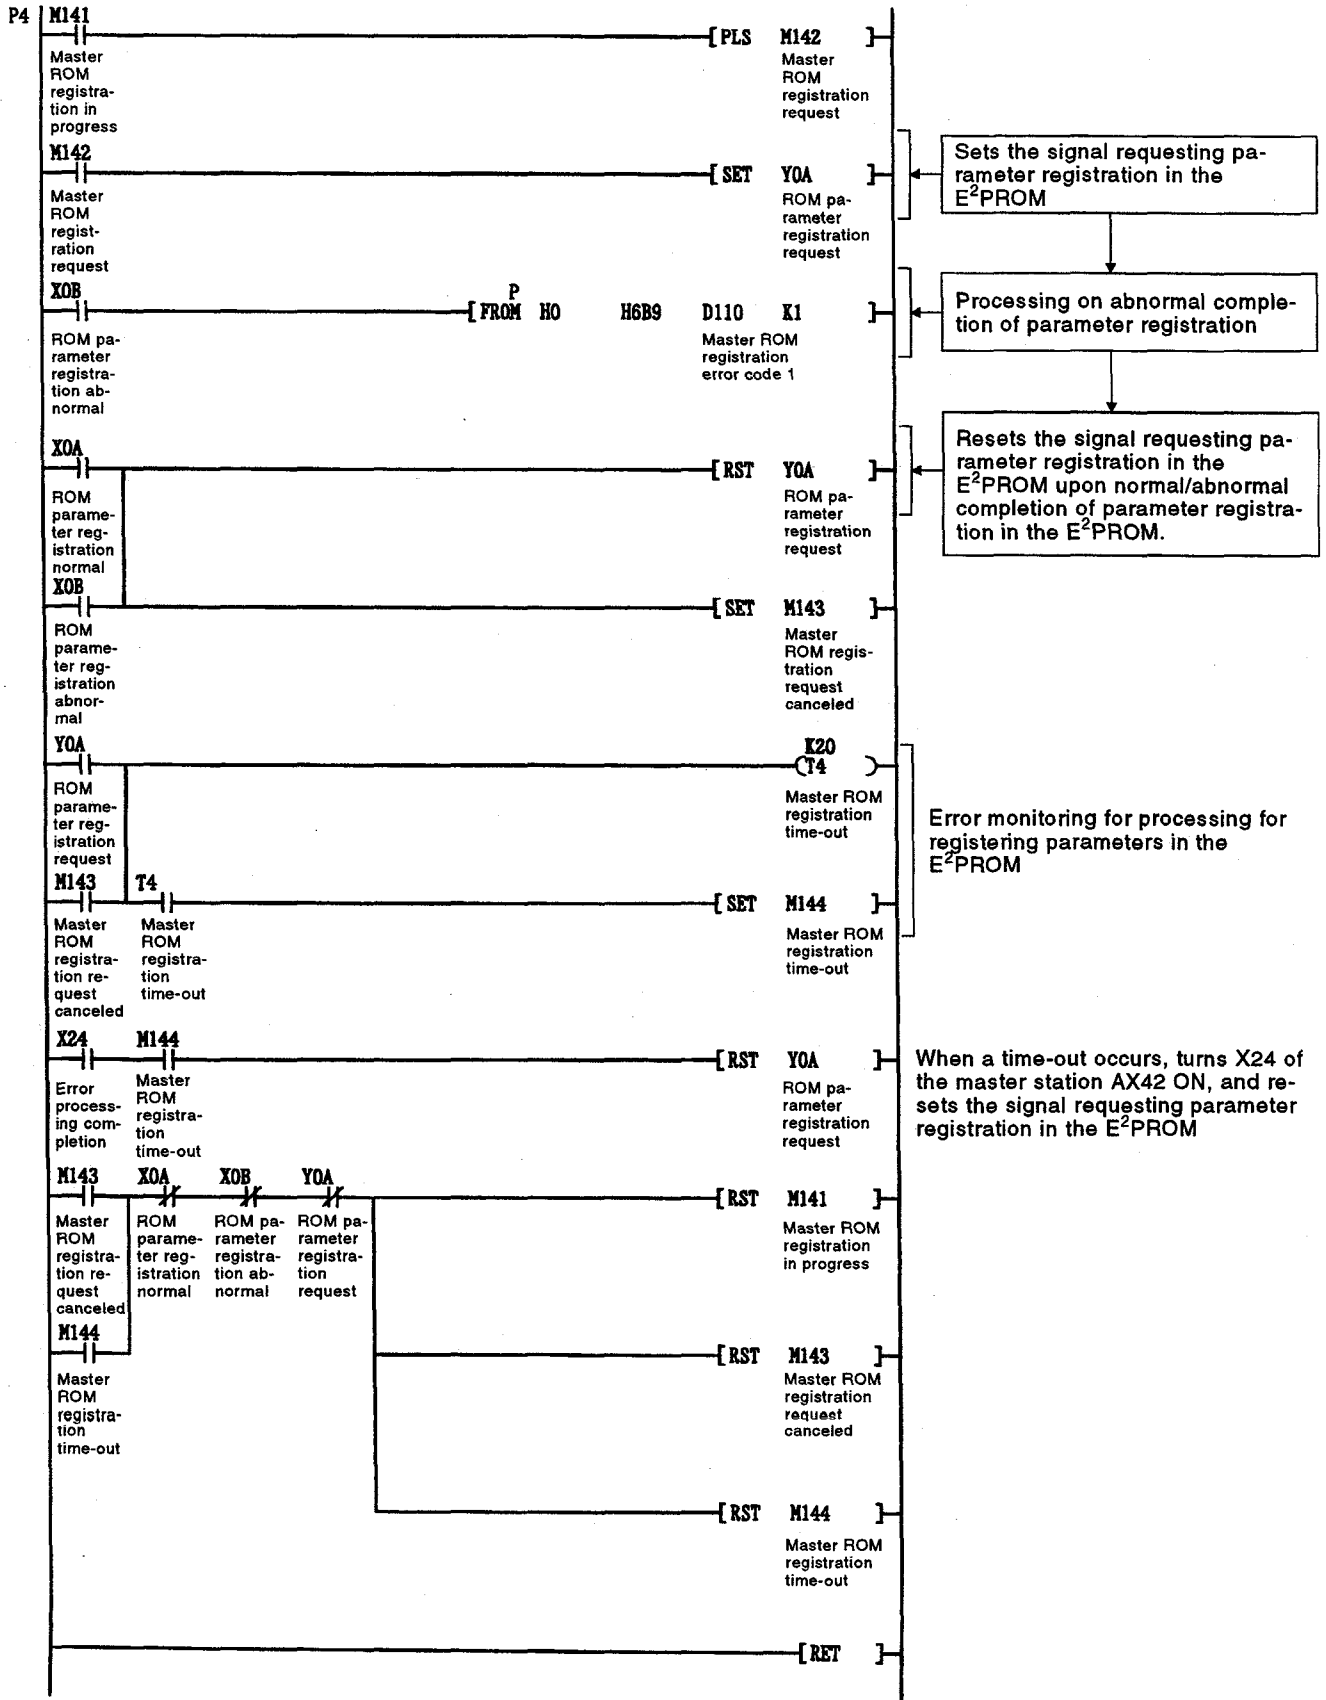 P4 M141
[ PLS M142 ]
Master
ROM
registra-
tion in
progress
Master
ROM
registration
request
M142
[ SET Y0A ]
Master
ROM
regist-
ration
request
ROM pa-
rameter
registration
request
Sets the signal requesting pa-
rameter registration in the
E2PROM
X0B
P
[ FROM H0 H6B9 D110 K1 ]
ROM pa-
rameter
registra-
tion ab-
normal
Master ROM
registration
error code 1
Processing on abnormal comple-
tion of parameter registration
X0A
[ RST Y0A ]
ROM
parame-
ter reg-
istration
normal
ROM pa-
rameter
registration
request
Resets the signal requesting pa-
rameter registration in the
E2PROM upon normal/abnormal
completion of parameter registra-
tion in the E2PROM.
X0B
[ SET M143 ]
ROM
parame-
ter reg-
istration
abnor-
mal
Master
ROM regis-
tration
request
canceled
Y0A
K20
(T4 )
ROM
parame-
ter reg-
istration
request
Master ROM
registration
time-out
Error monitoring for processing for
registering parameters in the
E2PROM
M143 T4
[ SET M144 ]
Master
ROM
registra-
tion re-
quest
canceled
Master
ROM
registra-
tion
time-out
Master ROM
registration
time-out
X24 M144
[ RST Y0A ]
Error
process-
ing com-
pletion
Master
ROM
registra-
tion
time-out
ROM pa-
rameter
registration
request
When a time-out occurs, turns X24 of
the master station AX42 ON, and re-
sets the signal requesting parameter
registration in the E2PROM
M143 X0A X0B Y0A
[ RST M141 ]
Master
ROM
registra-
tion re-
quest
canceled
ROM
parame-
ter reg-
istration
normal
ROM pa-
rameter
registra-
tion ab-
normal
ROM pa-
rameter
registra-
tion
request
Master ROM
registration
in progress
M144
[ RST M143 ]
Master
ROM
registra-
tion
time-out
Master ROM
registration
request
canceled
[ RST M144 ]
Master ROM
registration
time-out
[ RET ]